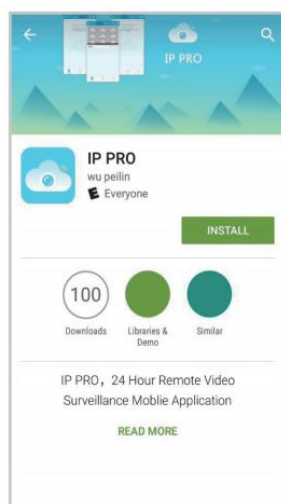 IP PRO
IP PRO
wu peilin
Everyone
INSTALL
100
Downloads
Libraries &
Demo
Similar
IP PRO, 24 Hour Remote Video
Surveillance Moblie Application
READ MORE